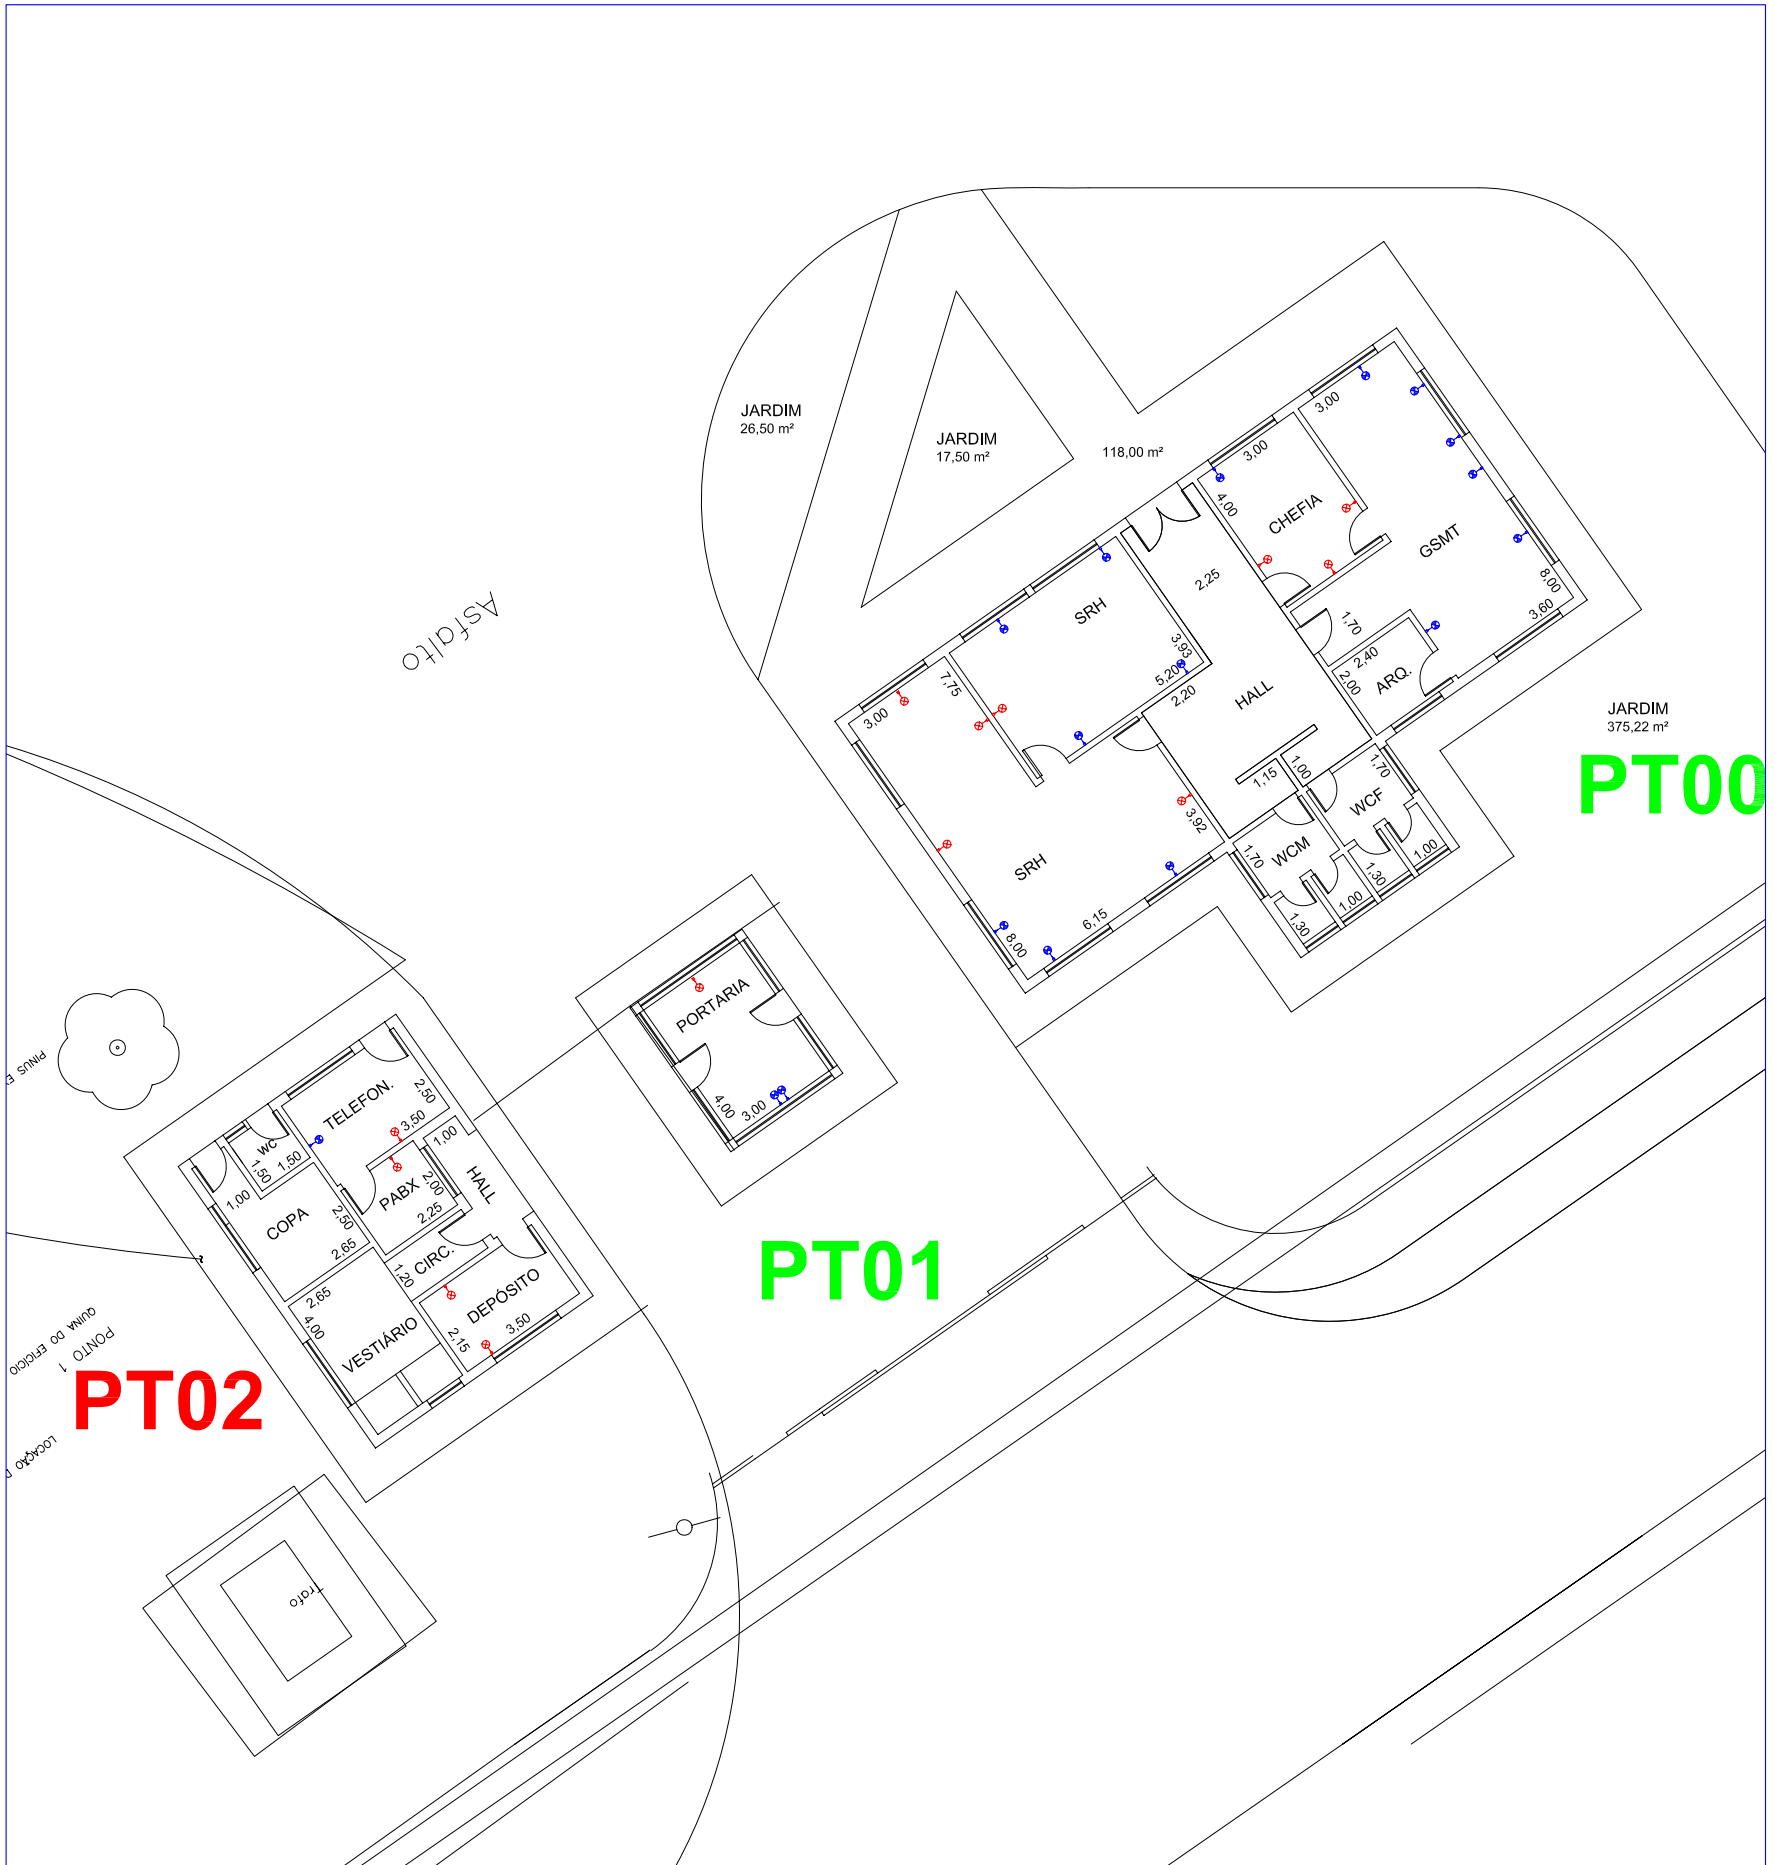 JARDIM
26,50 m²
JARDIM
17,50 m²
118,00 m²
Asfalto
3,00
3,00
4,00
CHEFIA
GSMT
8,00
3,60
2,25
1,70
2,40
2,00
ARQ.
SRH
3,93
5,20
2,20
HALL
7,75
3,00
3,92
SRH
6,15
8,00
1,15
1,00
1,70
WCF
1,00
1,30
WCM
1,70
1,00
1,30
JARDIM
375,22 m²
PT00
PORTARIA
4,00
3,00
PT01
TELEFON.
2,50
3,50
WC
1,50
1,50
1,00
COPA
2,50
2,65
PABX
2,00
2,25
1,00
HALL
CIRC.
1,20
DEPÓSITO
2,15
3,50
2,65
4,00
VESTIÁRIO
PINUS E
PONTO 1
QUINA DO EFICÍCIO
LOCAÇÃO D
PT02
Trafo